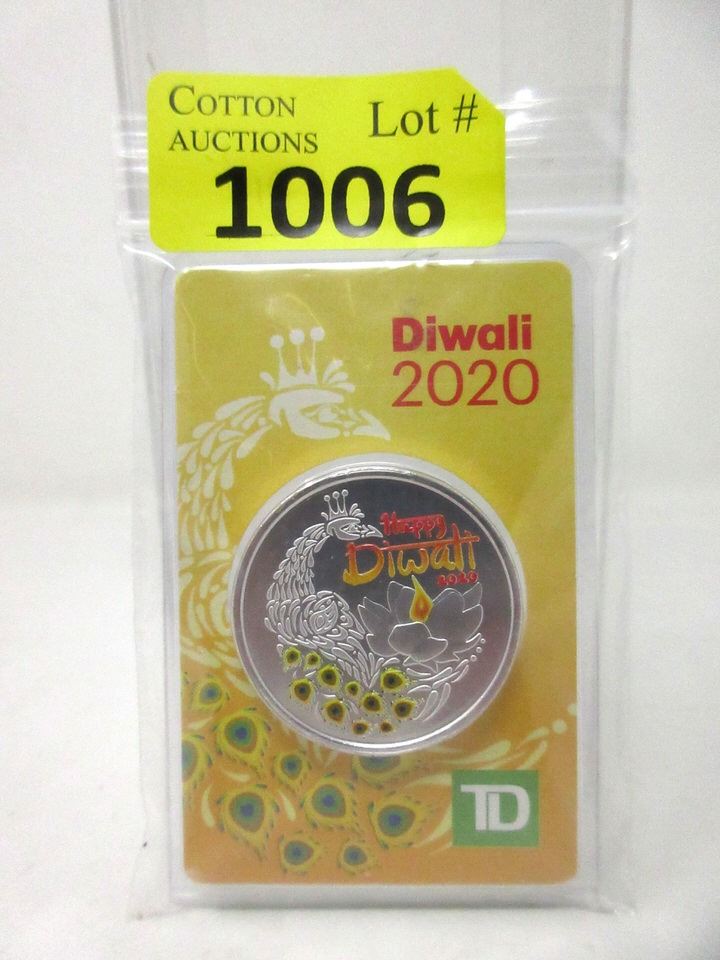 COTTON
AUCTIONS
Lot #
1006
Diwali
2020
Happy
Diwali
2020
TD